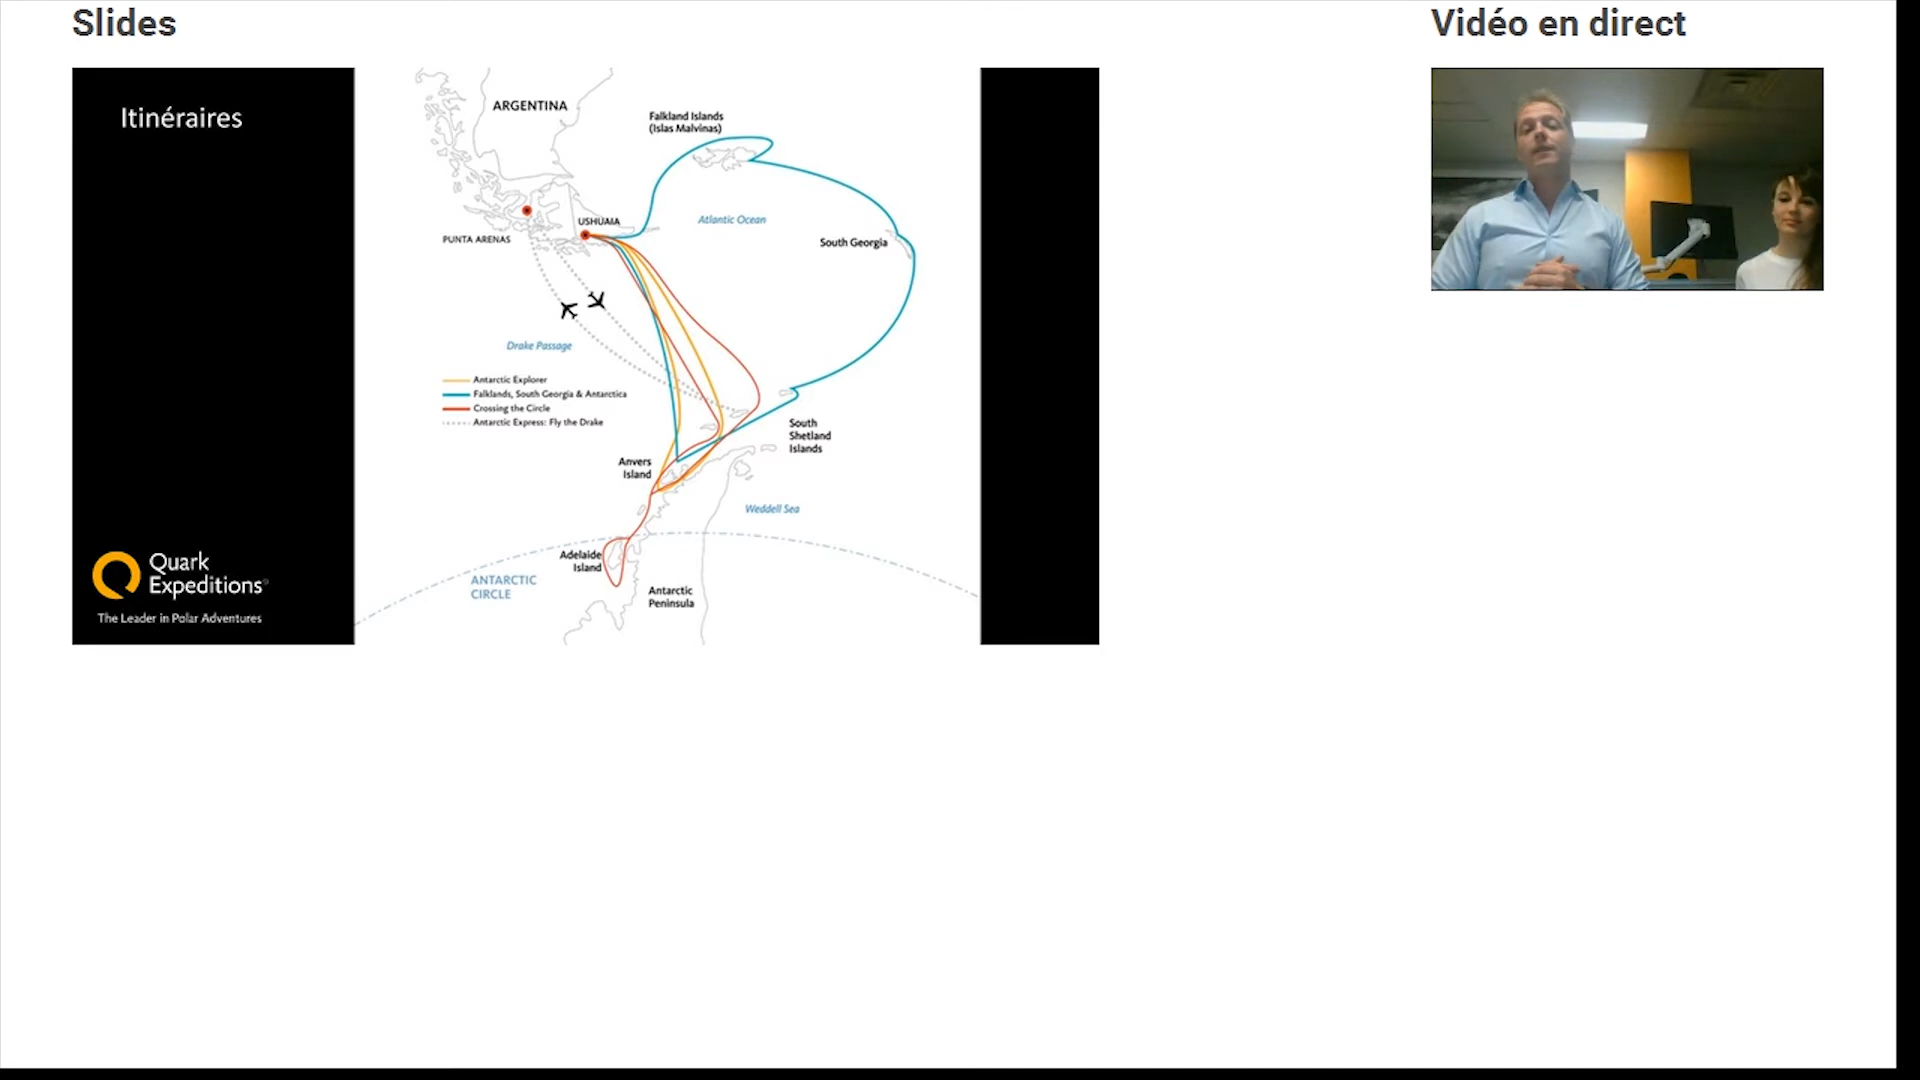 Slides
Vidéo en direct
Itinéraires
ARGENTINA
Falkland Islands
(Islas Malvinas)
USHUAIA
Atlantic Ocean
PUNTA ARENAS
South Georgia
Drake Passage
Antarctic Explorer
Falklands, South Georgia & Antarctica
Crossing the Circle
Antarctic Express: Fly the Drake
South
Shetland
Islands
Anvers
Island
Weddell Sea
Adelaide
Island
ANTARCTIC
CIRCLE
Antarctic
Peninsula
Quark
Expeditions®
The Leader in Polar Adventures